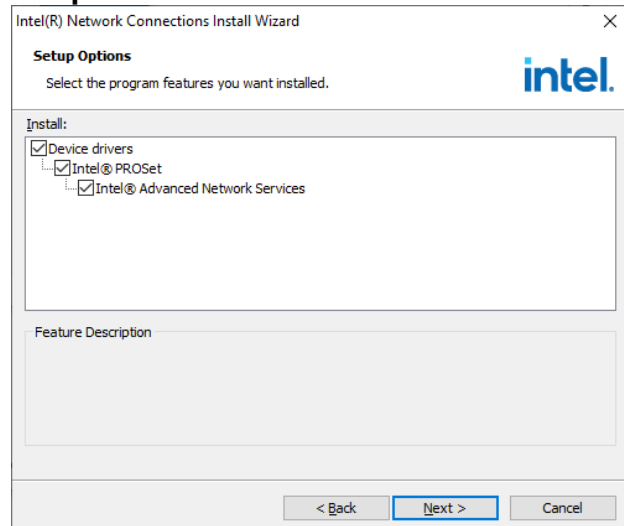 Intel(R) Network Connections Install Wizard
Setup Options
Select the program features you want installed.
intel.
Install:
Device drivers
Intel® PROSet
Intel® Advanced Network Services
Feature Description
< Back Next > Cancel